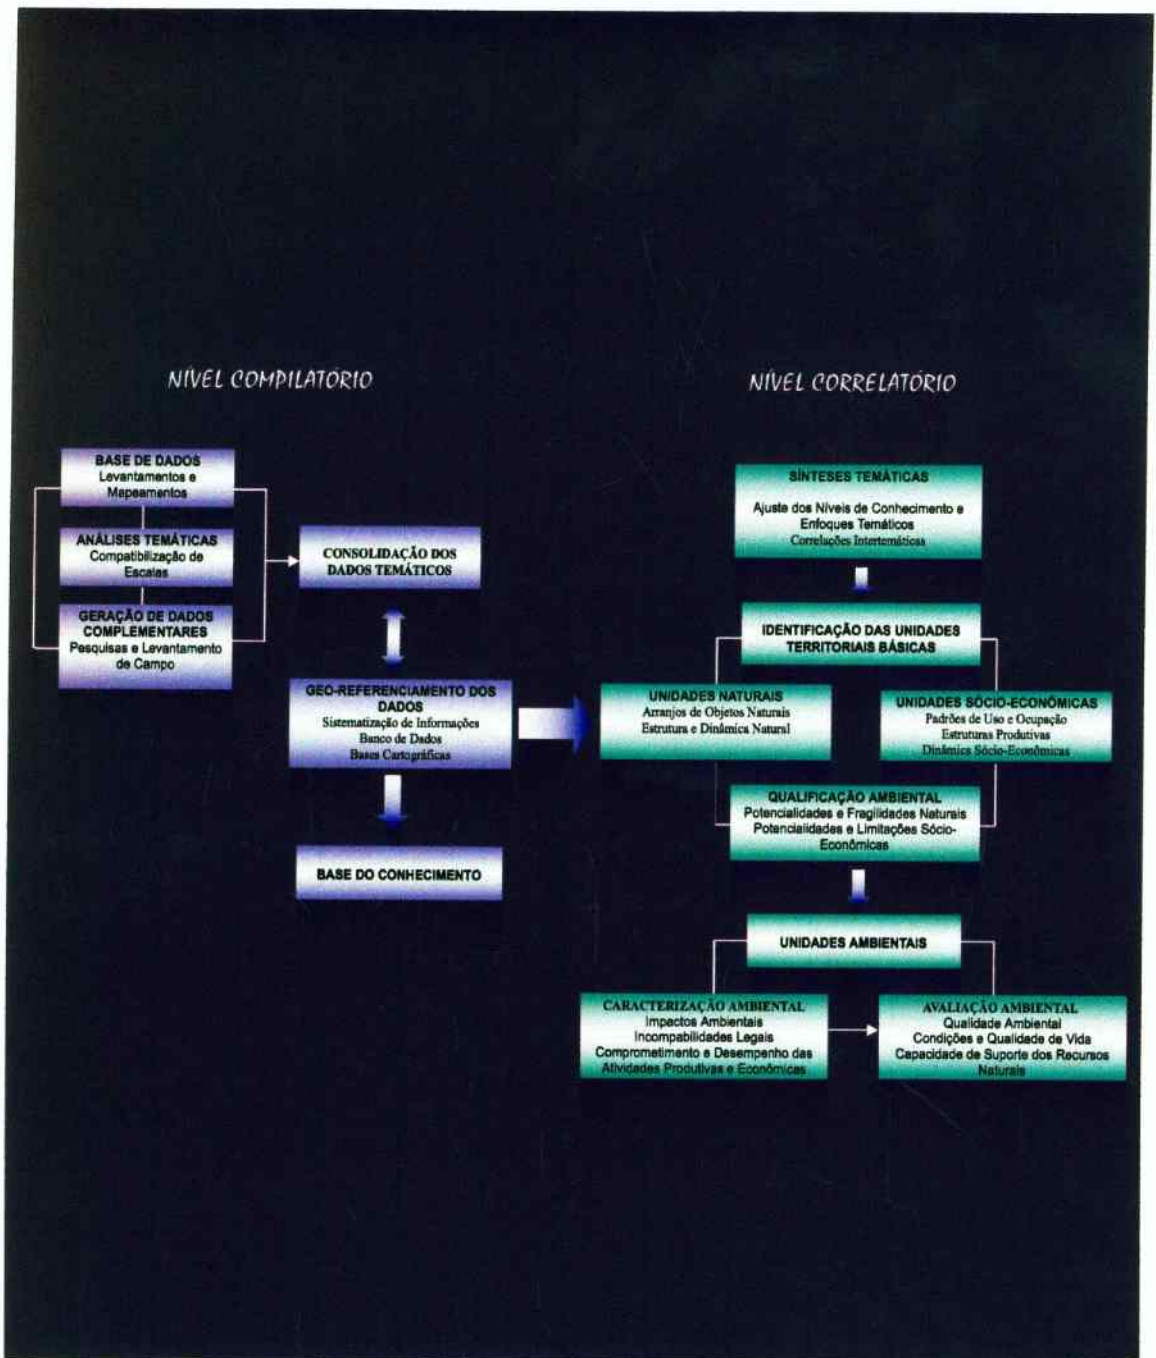 NÍVEL COMPILATÓRIO
BASE DE DADOS
Levantamentos e
Mapeamentos
ANÁLISES TEMÁTICAS
Compatibilização de
Escalas
GERAÇÃO DE DADOS
COMPLEMENTARES
Pesquisas e Levantamento
de Campo
CONSOLIDAÇÃO DOS
DADOS TEMÁTICOS
GEO-REFERENCIAMENTO DOS
DADOS
Sistematização de Informações
Banco de Dados
Bases Cartográficas
BASE DO CONHECIMENTO
NÍVEL CORRELATÓRIO
SÍNTESES TEMÁTICAS
Ajuste dos Níveis de Conhecimento e
Enfoques Temáticos
Correluções Intertemáticas
IDENTIFICAÇÃO DAS UNIDADES
TERRITORIAIS BÁSICAS
UNIDADES NATURAIS
Arranjos de Objetos Naturais
Estrutura e Dinâmica Natural
UNIDADES SÓCIO-ECONÔMICAS
Padrões de Uso e Ocupação
Estruturas Produtivas
Dinâmica Sócio-Econômicas
QUALIFICAÇÃO AMBIENTAL
Potencialidades e Fragilidades Naturais
Potencialidades e Limitações Sócio-
Econômicas
UNIDADES AMBIENTAIS
CARACTERIZAÇÃO AMBIENTAL
Impactos Ambientais
Incompabilidades Legais
Comprometimento e Desempenho das
Atividades Produtivas e Econômicas
AVALIAÇÃO AMBIENTAL
Qualidade Ambiental
Condições e Qualidade de Vida
Capacidade de Suporte dos Recursos
Naturais